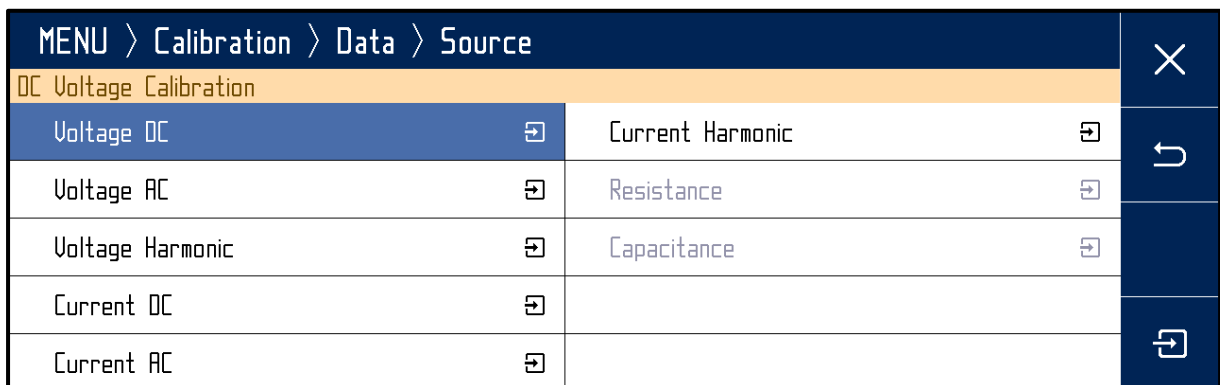 MENU 〉 Calibration 〉 Data 〉 Source
DC Voltage Calibration
Voltage DC
Voltage AC
Voltage Harmonic
Current DC
Current AC
Current Harmonic
Resistance
Capacitance